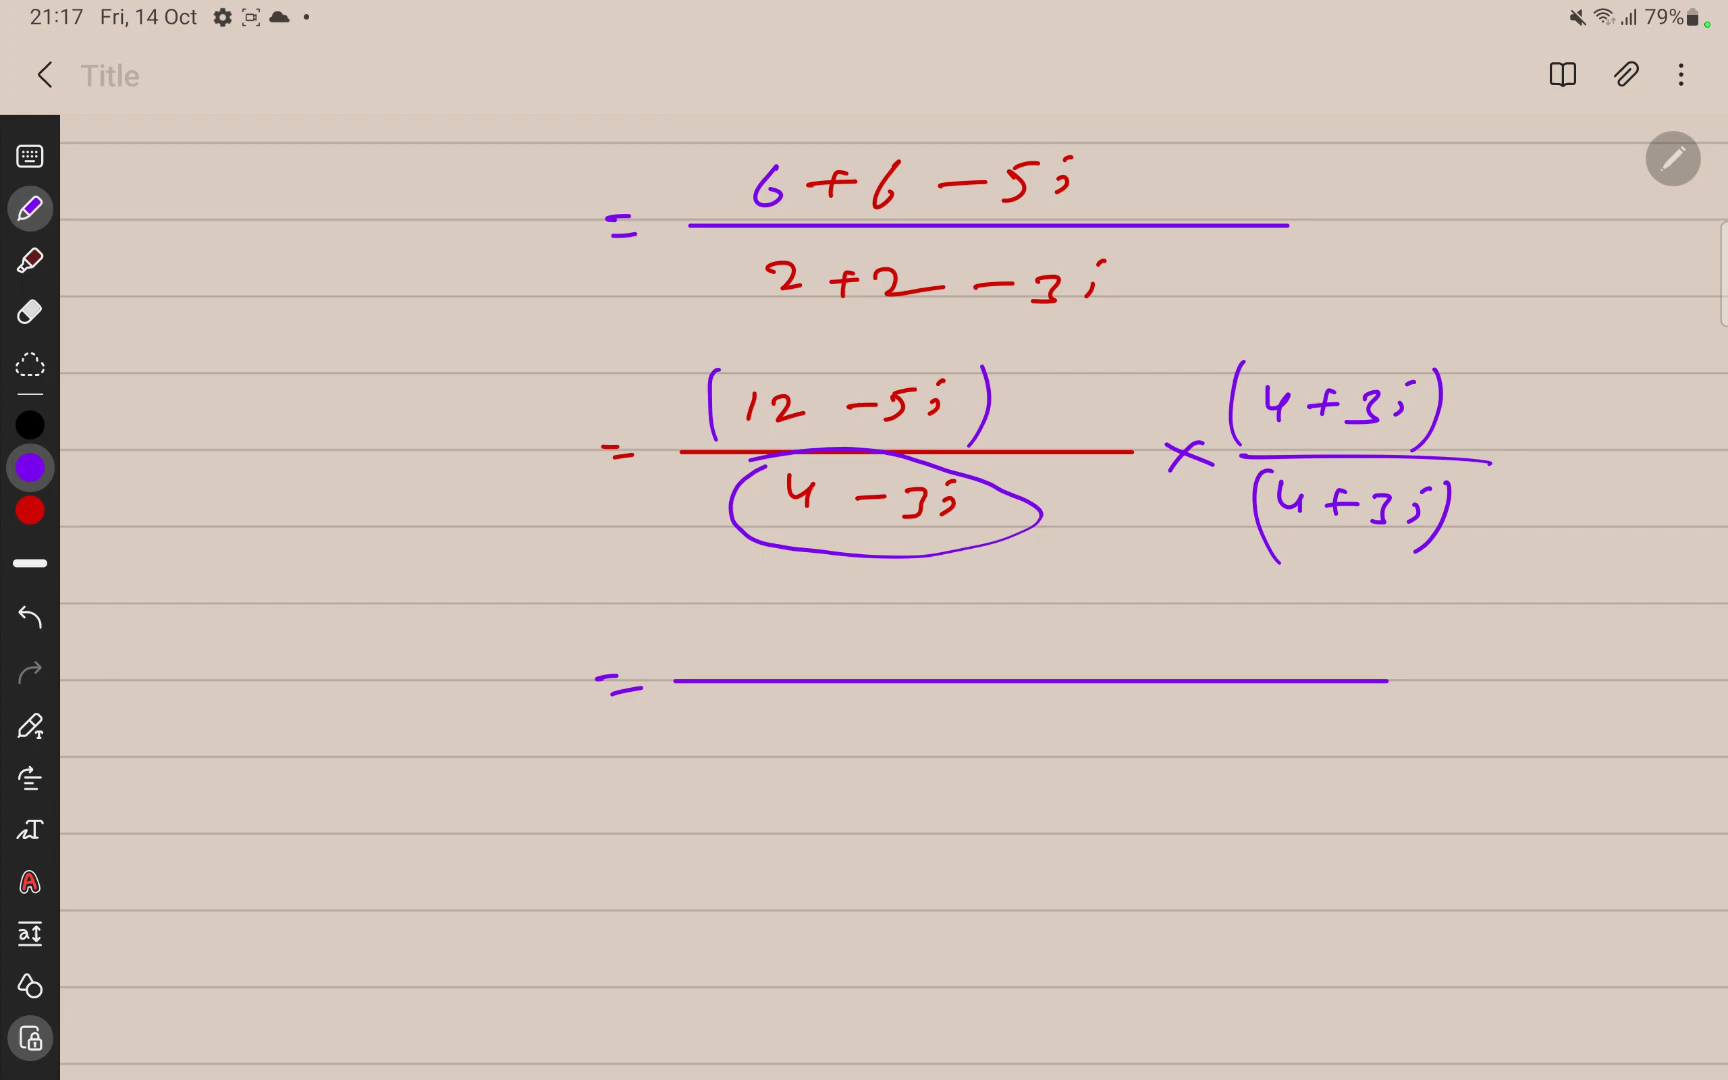 21:17 Fri, 14 Oct 79%
Title
6 + 6 - 5i
=
2 + 2 - 3i
(12 - 5i) (4 + 3i)
= ×
4 - 3i (4 + 3i)
=